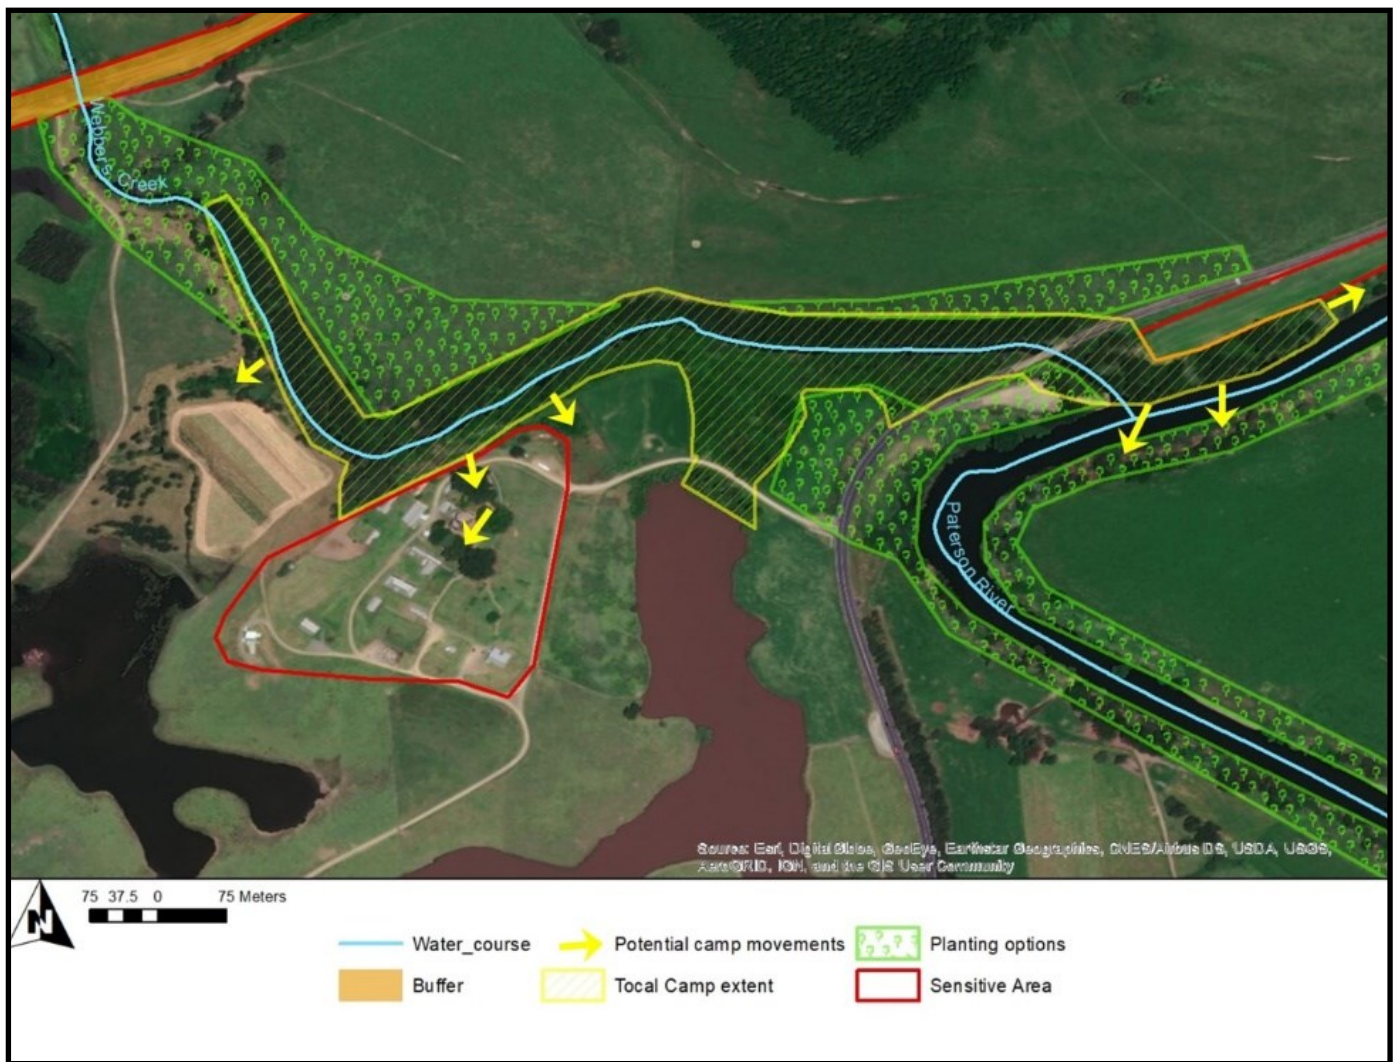 Webbers Creek
Paterson River
Source: Esri, DigitalGlobe, GeoEye, Earthstar Geographics, CNES/Airbus DS, USDA, USGS,
AeroGRID, IGN, and the GIS User Community
75 37.5 0 75 Meters
N
Water_course
Potential camp movements
Planting options
Buffer
Tocal Camp extent
Sensitive Area